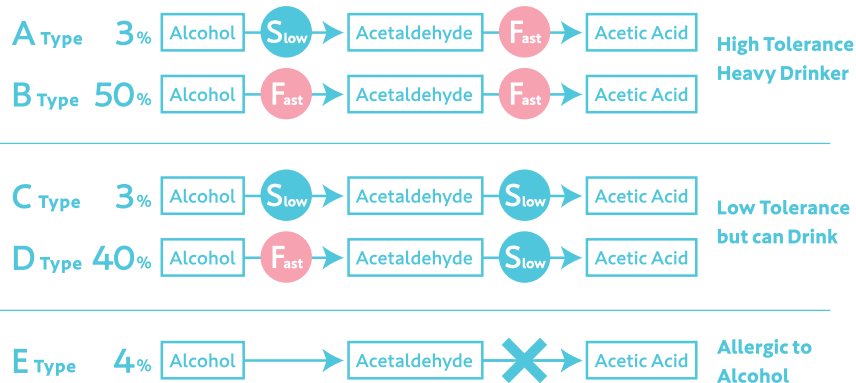 A Type 3% Alcohol Slow Acetaldehyde Fast Acetic Acid
High Tolerance
Heavy Drinker
B Type 50% Alcohol Fast Acetaldehyde Fast Acetic Acid
C Type 3% Alcohol Slow Acetaldehyde Slow Acetic Acid
Low Tolerance
but can Drink
D Type 40% Alcohol Fast Acetaldehyde Slow Acetic Acid
E Type 4% Alcohol Acetaldehyde Acetic Acid
Allergic to
Alcohol